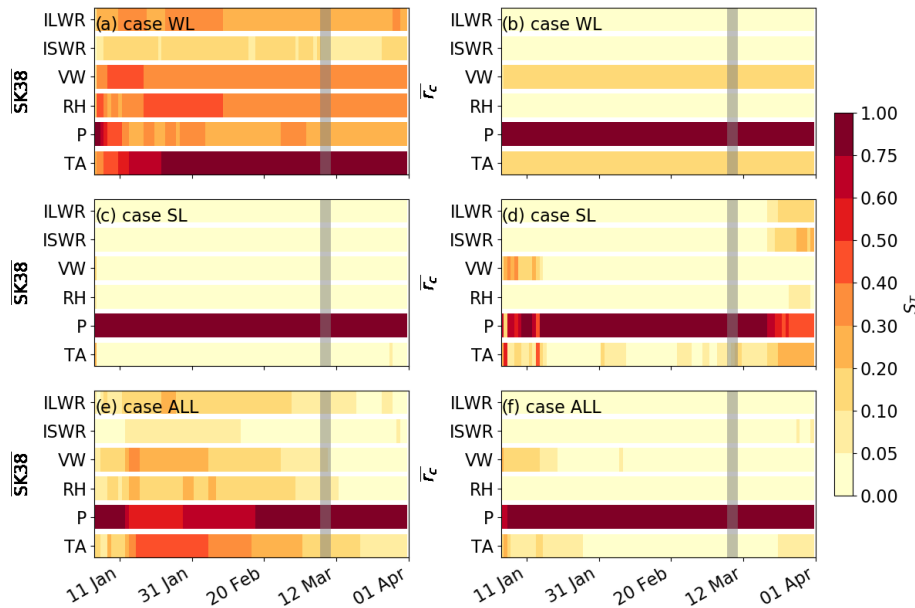 (a) case WL
ILWR
ISWR
VW
RH
P
TA
SK38
(b) case WL
r_c
(c) case SL
ILWR
ISWR
VW
RH
P
TA
SK38
(d) case SL
ILWR
ISWR
VW
RH
P
TA
r_c
(e) case ALL
ILWR
ISWR
VW
RH
P
TA
SK38
11 Jan
31 Jan
20 Feb
12 Mar
01 Apr
(f) case ALL
ILWR
ISWR
VW
RH
P
TA
r_c
11 Jan
31 Jan
20 Feb
12 Mar
01 Apr
ILWR
ISWR
VW
RH
P
TA
1.00
0.75
0.60
0.50
0.30
0.20
0.10
0.05
0.00
S_T